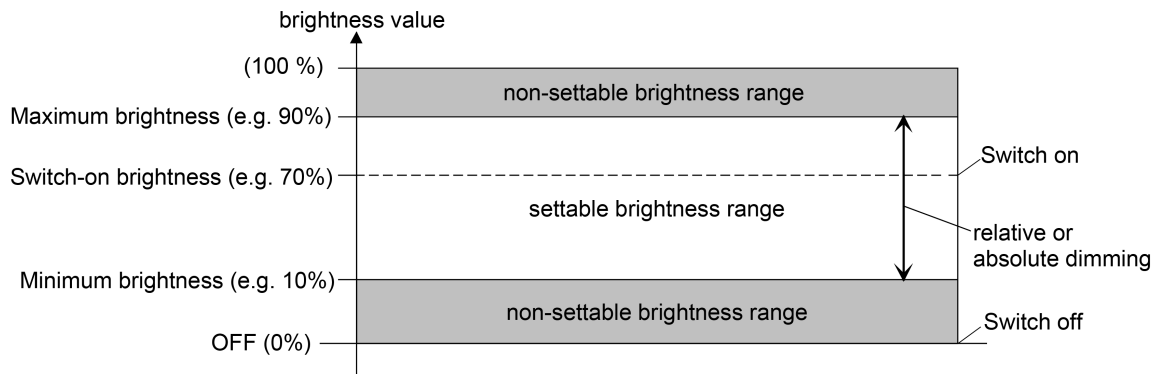 brightness value
(100 %)
non-settable brightness range
Maximum brightness (e.g. 90%)
Switch on
Switch-on brightness (e.g. 70%)
settable brightness range
relative or
absolute dimming
Minimum brightness (e.g. 10%)
non-settable brightness range
Switch off
OFF (0%)